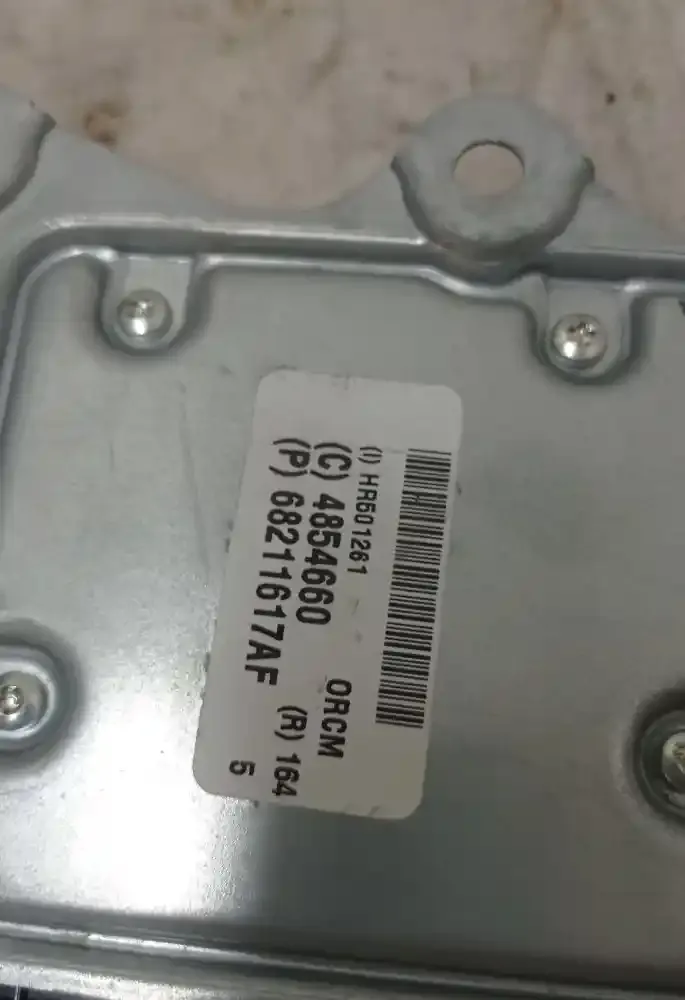 (I) HR601261
(C) 4854660 ORCM
(P) 68211617AF (R) 164
5